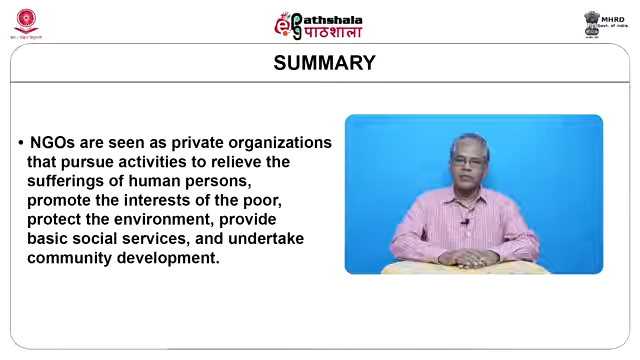 ePathshala
पाठशाला
MHRD
Govt. of India
SUMMARY
• NGOs are seen as private organizations
that pursue activities to relieve the
sufferings of human persons,
promote the interests of the poor,
protect the environment, provide
basic social services, and undertake
community development.